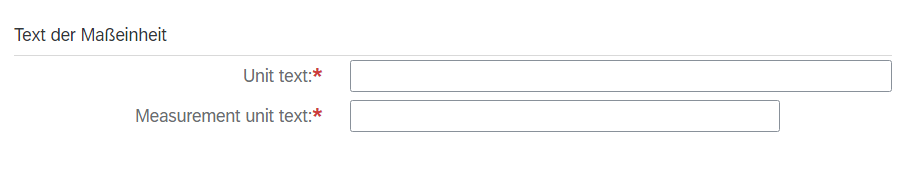 Text der Maßeinheit
Unit text:*
Measurement unit text:*